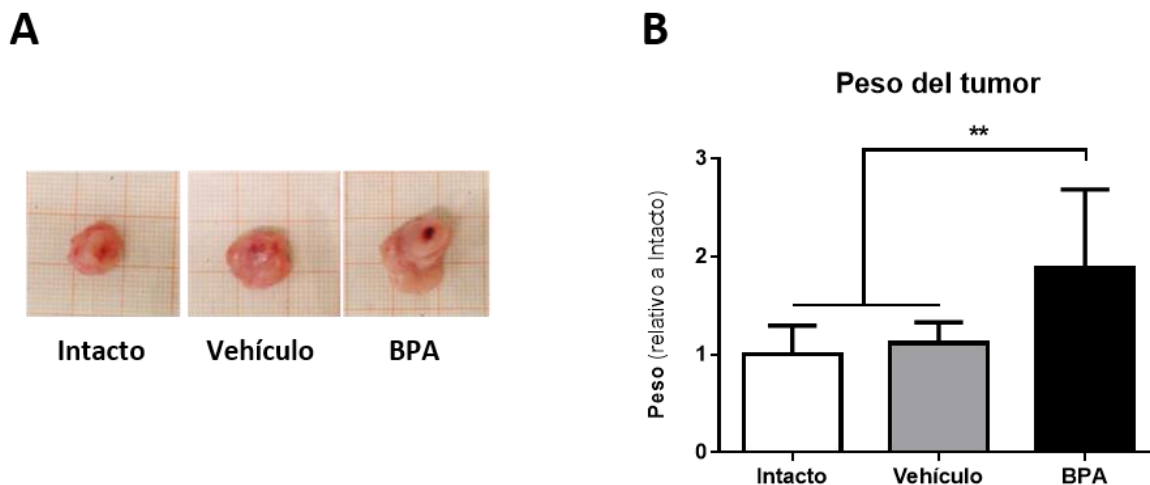 A
B
Peso del tumor
**
3
2
1
0
Peso (relativo a Intacto)
Intacto
Vehículo
BPA
Intacto
Vehículo
BPA